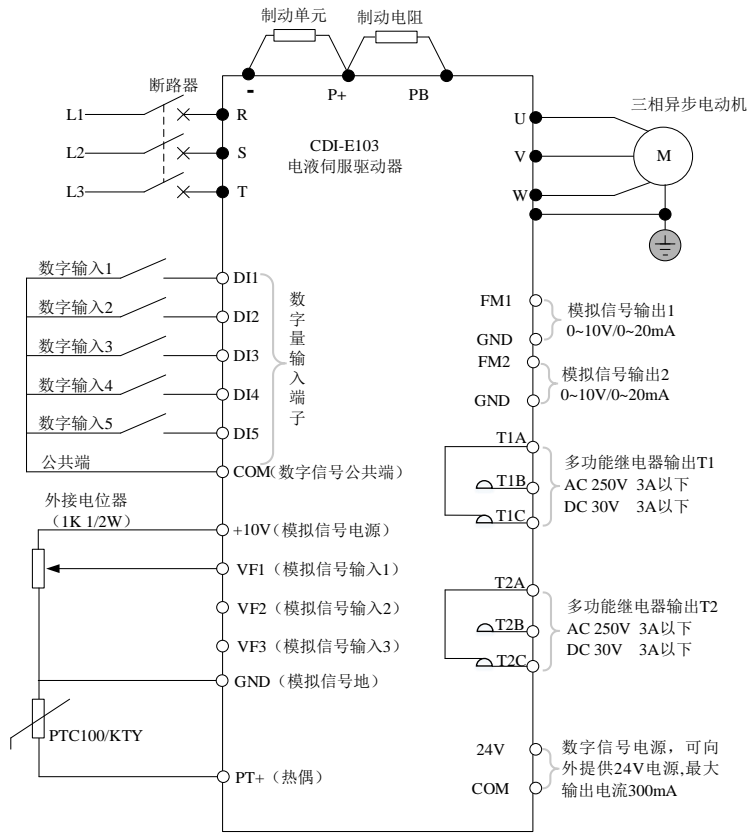 制动单元
制动电阻
-
P+
PB
断路器
L1
R
L2
S
L3
T
CDI-E103
电液伺服驱动器
三相异步电动机
U
V
W
M
数字输入1
DI1
数字输入2
DI2
数字输入3
DI3
数字输入4
DI4
数字输入5
DI5
数字量输入端子
公共端
COM(数字信号公共端)
外接电位器
(1K 1/2W)
+10V(模拟信号电源)
VF1(模拟信号输入1)
VF2(模拟信号输入2)
VF3(模拟信号输入3)
GND(模拟信号地)
PTC100/KTY
PT+(热偶)
FM1
GND
模拟信号输出1
0~10V/0~20mA
FM2
GND
模拟信号输出2
0~10V/0~20mA
T1A
T1B
T1C
多功能继电器输出T1
AC 250V 3A以下
DC 30V 3A以下
T2A
T2B
T2C
多功能继电器输出T2
AC 250V 3A以下
DC 30V 3A以下
24V
COM
数字信号电源，可向
外提供24V电源,最大
输出电流300mA